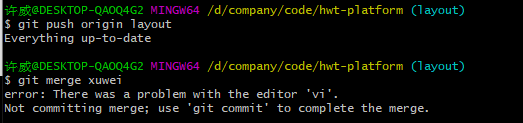 许威@DESKTOP-QAOQ4G2 MINGW64 /d/company/code/hwt-platform (layout)
$ git push origin layout
Everything up-to-date
许威@DESKTOP-QAOQ4G2 MINGW64 /d/company/code/hwt-platform (layout)
$ git merge xuwei
error: There was a problem with the editor 'vi'.
Not committing merge; use 'git commit' to complete the merge.